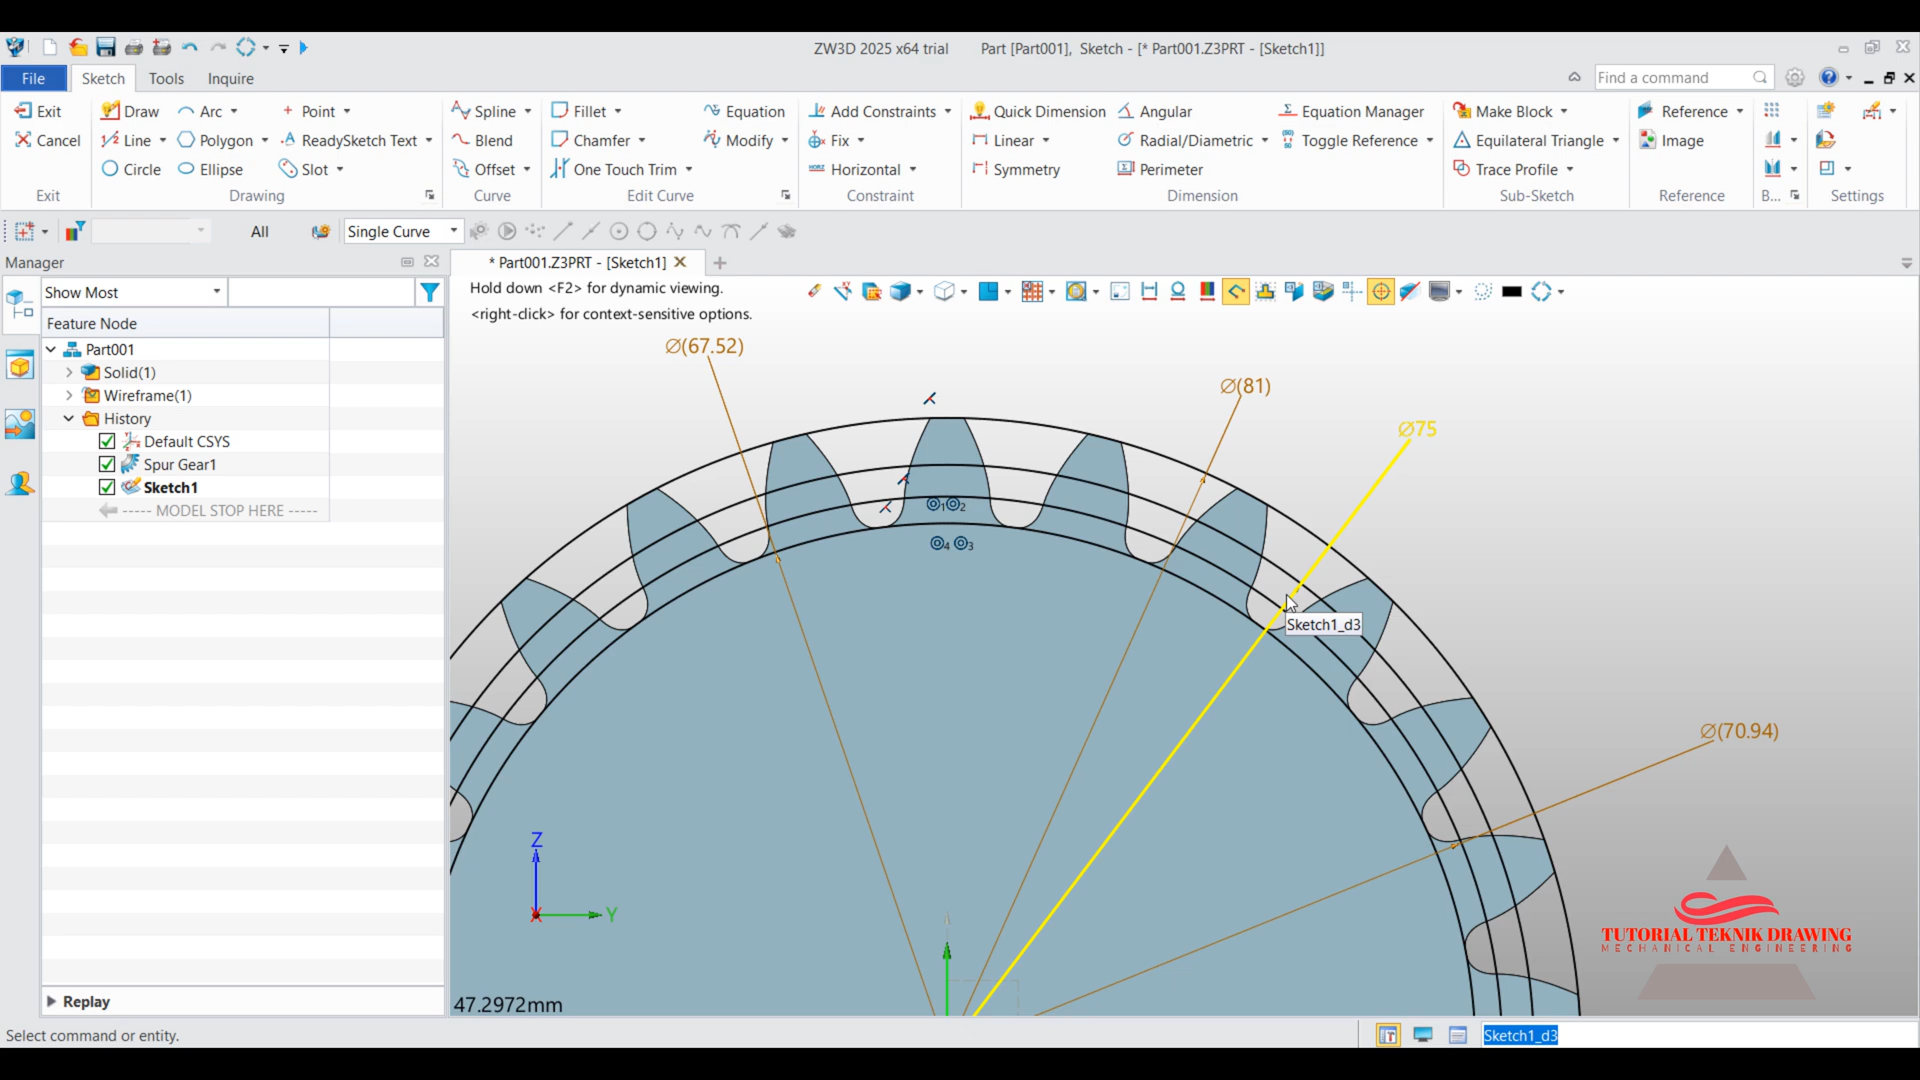 ZW3D 2025 x64 trial
Part [Part001], Sketch - [* Part001.Z3PRT - [Sketch1]]
File
Sketch
Tools
Inquire
Find a command
Exit
Draw
Arc
Point
Spline
Fillet
Equation
Add Constraints
Quick Dimension
Angular
Equation Manager
Make Block
Reference
Cancel
Line
Polygon
ReadySketch Text
Blend
Chamfer
Modify
Fix
Linear
Radial/Diametric
Toggle Reference
Equilateral Triangle
Image
Circle
Ellipse
Slot
Offset
One Touch Trim
Horizontal
Symmetry
Perimeter
Trace Profile
Exit
Drawing
Curve
Edit Curve
Constraint
Dimension
Sub-Sketch
Reference
B...
Settings
All
Single Curve
Manager
* Part001.Z3PRT - [Sketch1]
Show Most
Hold down <F2> for dynamic viewing.
<right-click> for context-sensitive options.
Feature Node
Part001
Solid(1)
Wireframe(1)
History
Default CSYS
Spur Gear1
Sketch1
----- MODEL STOP HERE -----
∅(67.52)
∅(81)
∅75
1 2
4 3
Sketch1_d3
∅(70.94)
Z
X
Y
TUTORIAL TEKNIK DRAWING
MECHANICAL ENGINEERING
Replay
47.2972mm
Select command or entity.
Sketch1_d3